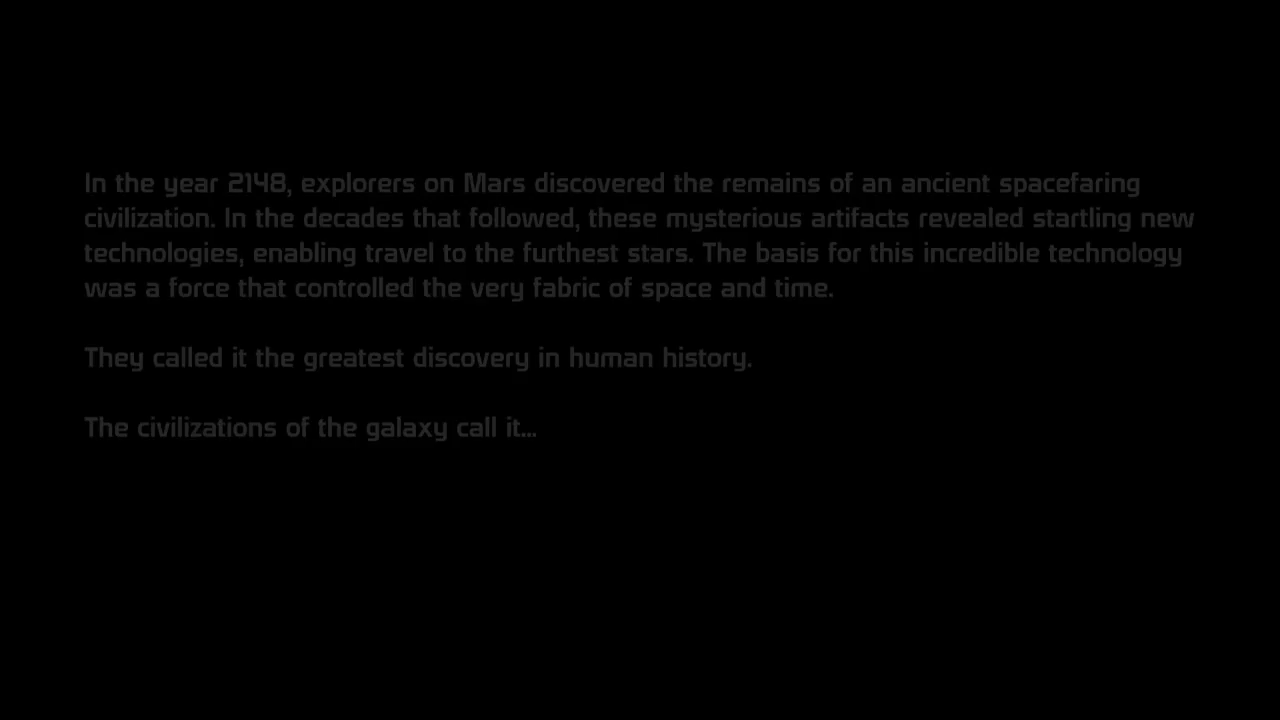 In the year 2148, explorers on Mars discovered the remains of an ancient spacefaring
civilization. In the decades that followed, these mysterious artifacts revealed startling new
technologies, enabling travel to the furthest stars. The basis for this incredible technology
was a force that controlled the very fabric of space and time.
They called it the greatest discovery in human history.
The civilizations of the galaxy call it...